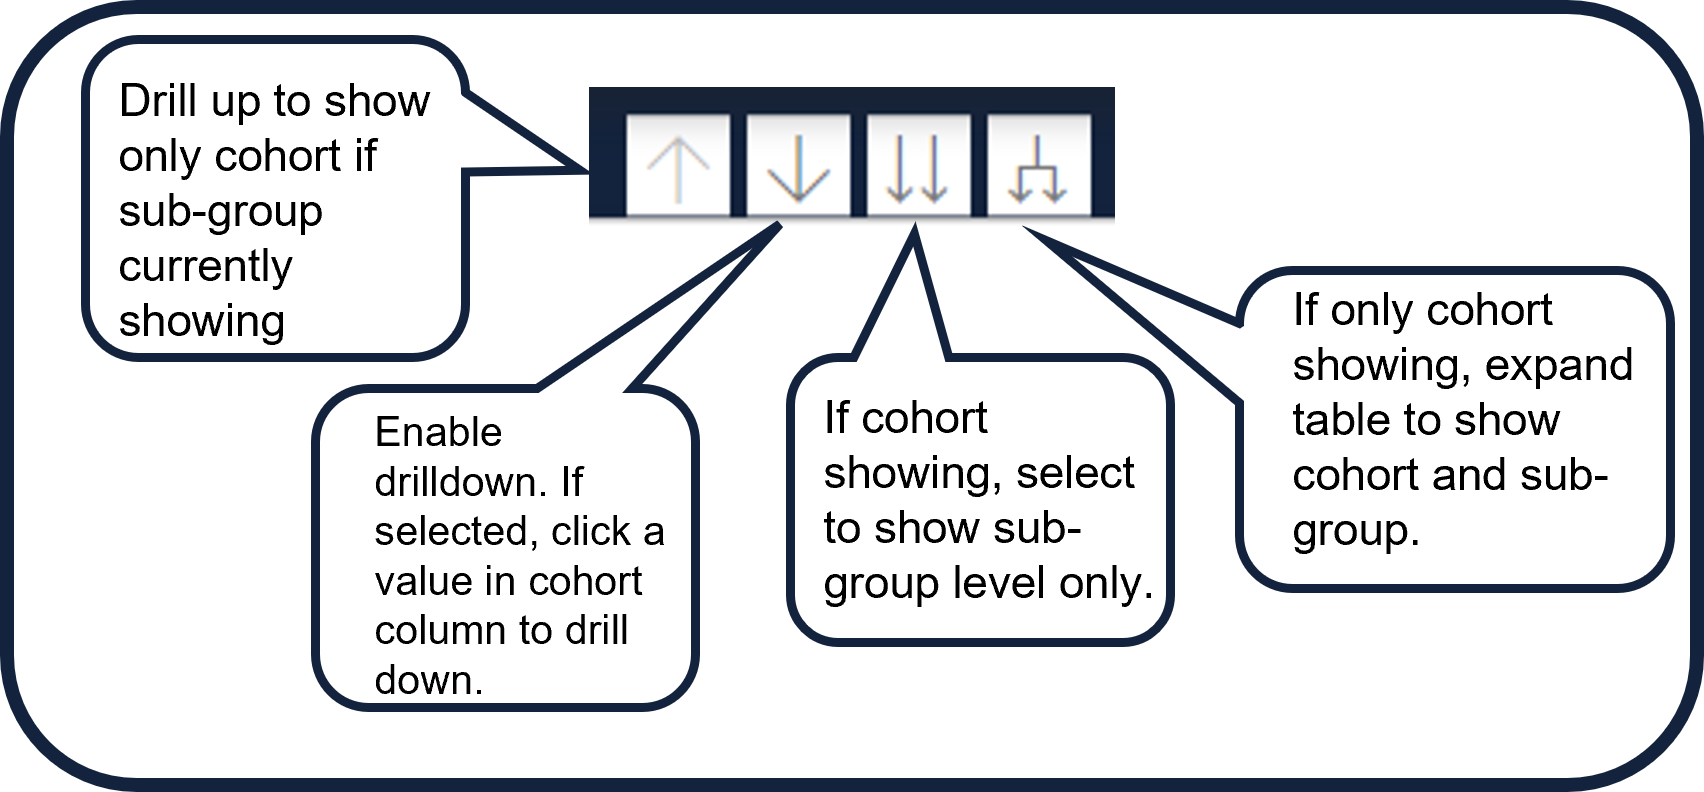 Drill up to show
only cohort if
sub-group
currently
showing
Enable
drilldown. If
selected, click a
value in cohort
column to drill
down.
If cohort
showing, select
to show sub-
group level only.
If only cohort
showing, expand
table to show
cohort and sub-
group.